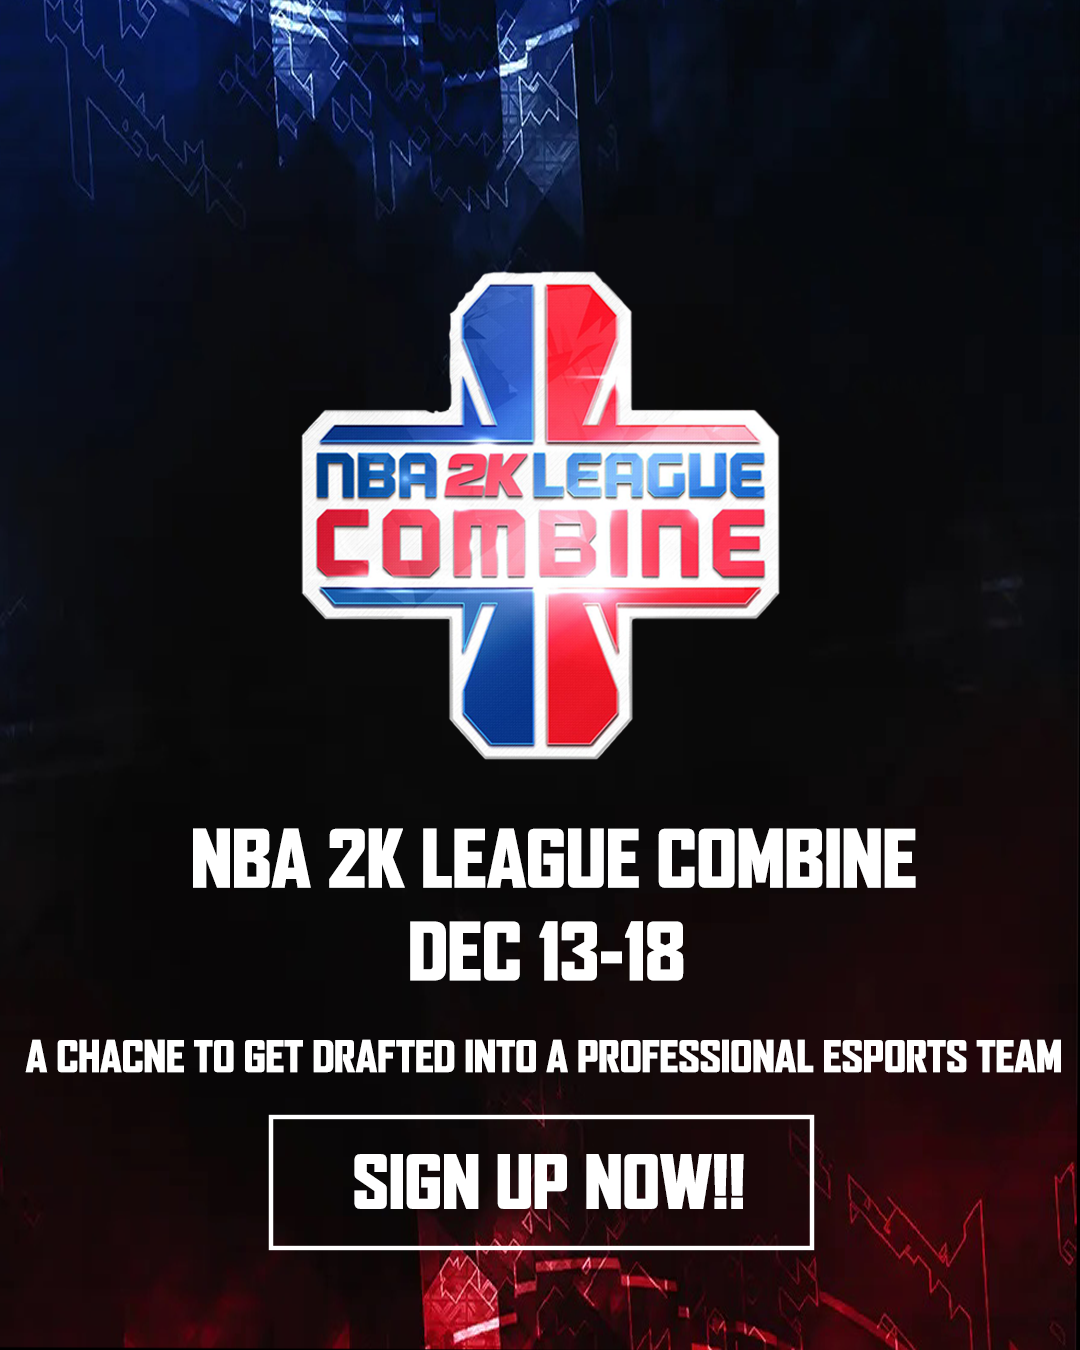 NBA 2K LEAGUE
COMBINE
NBA 2K LEAGUE COMBINE
DEC 13-18
A CHACNE TO GET DRAFTED INTO A PROFESSIONAL ESPORTS TEAM
SIGN UP NOW!!